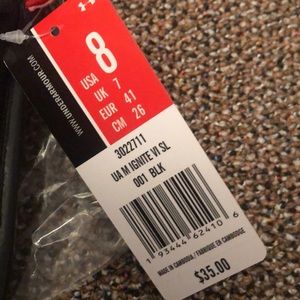 WWW.UNDERARMOUR.COM
USA 8
UK 7
EUR 41
CM 26
3022711
UA M IGNITE VI SL
001 BLK
1 93444 62410 6
MADE IN CAMBODIA / FABRIQUÉ EN CAMBODGE
$35.00